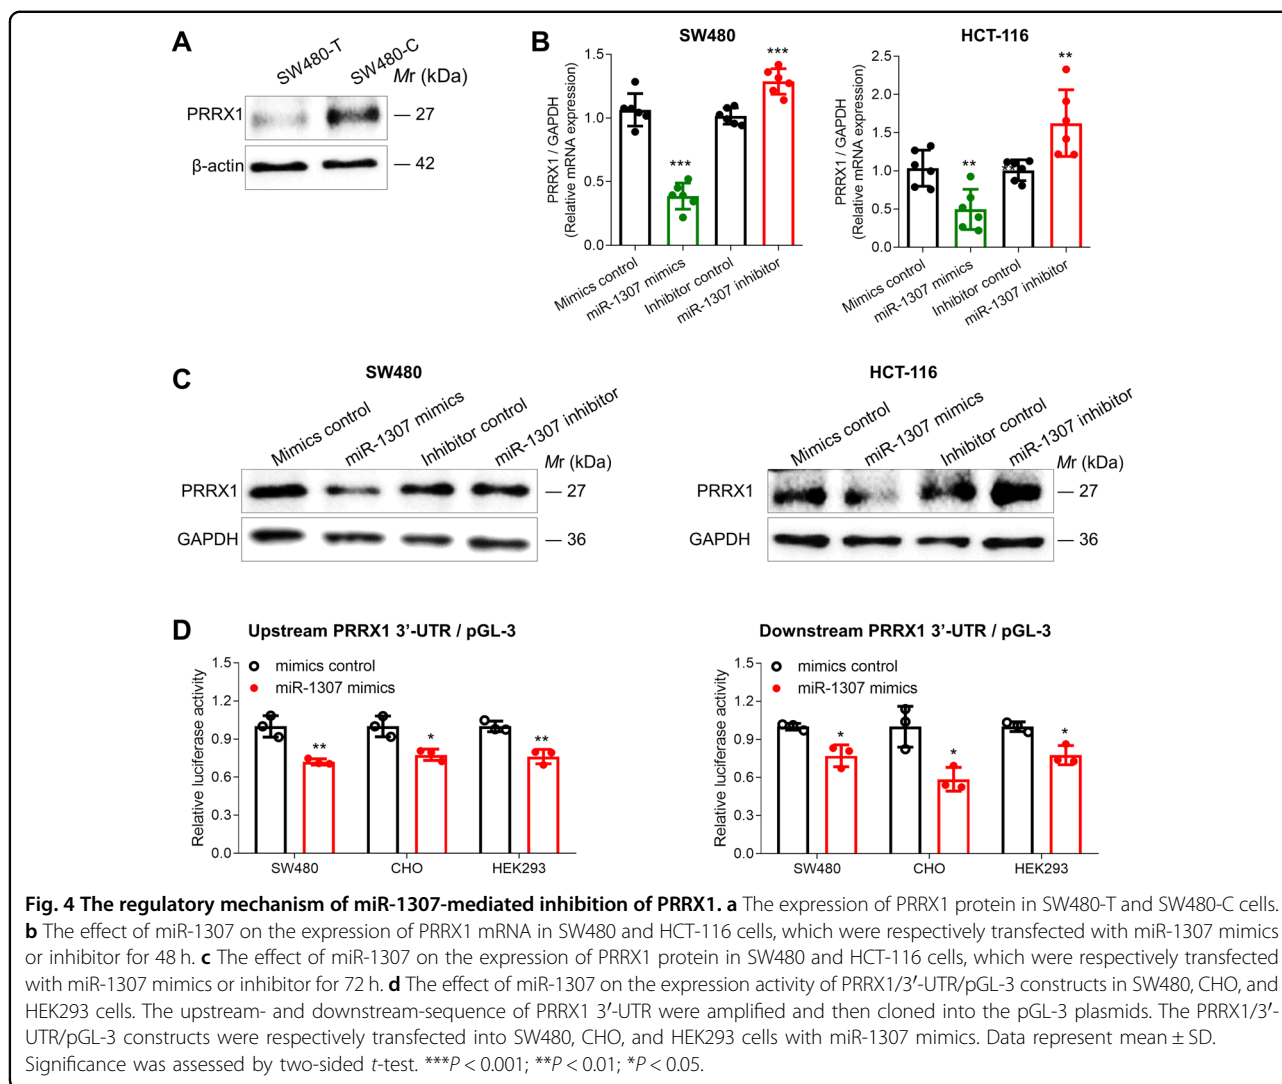 A
SW480-T
SW480-C
Mr (kDa)
PRRX1
— 27
β-actin
— 42
B
SW480
PRRX1 / GAPDH
(Relative mRNA expression)
1.5
1.0
0.5
0.0
***
***
Mimics control
miR-1307 mimics
Inhibitor control
miR-1307 inhibitor
HCT-116
PRRX1 / GAPDH
(Relative mRNA expression)
2.5
2.0
1.5
1.0
0.5
0.0
**
**
Mimics control
miR-1307 mimics
Inhibitor control
miR-1307 inhibitor
C
SW480
Mimics control
miR-1307 mimics
Inhibitor control
miR-1307 inhibitor
Mr (kDa)
PRRX1
— 27
GAPDH
— 36
HCT-116
Mimics control
miR-1307 mimics
Inhibitor control
miR-1307 inhibitor
Mr (kDa)
PRRX1
— 27
GAPDH
— 36
D
Upstream PRRX1 3'-UTR / pGL-3
Relative luciferase activity
1.5
1.2
0.9
0.6
0.3
0.0
mimics control
miR-1307 mimics
**
*
**
SW480
CHO
HEK293
Downstream PRRX1 3'-UTR / pGL-3
Relative luciferase activity
1.5
1.2
0.9
0.6
0.3
0.0
mimics control
miR-1307 mimics
*
*
*
SW480
CHO
HEK293
Fig. 4 The regulatory mechanism of miR-1307-mediated inhibition of PRRX1. a The expression of PRRX1 protein in SW480-T and SW480-C cells.
b The effect of miR-1307 on the expression of PRRX1 mRNA in SW480 and HCT-116 cells, which were respectively transfected with miR-1307 mimics
or inhibitor for 48 h. c The effect of miR-1307 on the expression of PRRX1 protein in SW480 and HCT-116 cells, which were respectively transfected
with miR-1307 mimics or inhibitor for 72 h. d The effect of miR-1307 on the expression activity of PRRX1/3′-UTR/pGL-3 constructs in SW480, CHO, and
HEK293 cells. The upstream- and downstream-sequence of PRRX1 3′-UTR were amplified and then cloned into the pGL-3 plasmids. The PRRX1/3′-
UTR/pGL-3 constructs were respectively transfected into SW480, CHO, and HEK293 cells with miR-1307 mimics. Data represent mean ± SD.
Significance was assessed by two-sided t-test. ***P < 0.001; **P < 0.01; *P < 0.05.